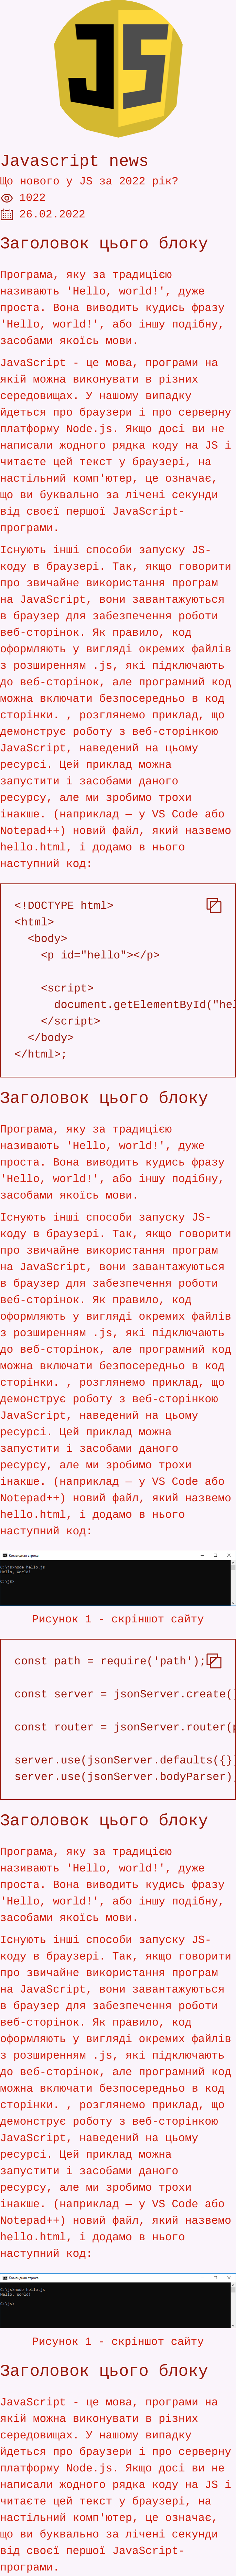 JS
Javascript news
Що нового у JS за 2022 рік?
1022
26.02.2022
Заголовок цього блоку
Програма, яку за традицією
називають 'Hello, world!', дуже
проста. Вона виводить кудись фразу
'Hello, world!', або іншу подібну,
засобами якоїсь мови.
JavaScript - це мова, програми на
якій можна виконувати в різних
середовищах. У нашому випадку
йдеться про браузери і про серверну
платформу Node.js. Якщо досі ви не
написали жодного рядка коду на JS і
читаєте цей текст у браузері, на
настільний комп'ютер, це означає,
що ви буквально за лічені секунди
від своєї першої JavaScript-
програми.
Існують інші способи запуску JS-
коду в браузері. Так, якщо говорити
про звичайне використання програм
на JavaScript, вони завантажуються
в браузер для забезпечення роботи
веб-сторінок. Як правило, код
оформляють у вигляді окремих файлів
з розширенням .js, які підключають
до веб-сторінок, але програмний код
можна включати безпосередньо в код
сторінки. , розглянемо приклад, що
демонструє роботу з веб-сторінкою
JavaScript, наведений на цьому
ресурсі. Цей приклад можна
запустити і засобами даного
ресурсу, але ми зробимо трохи
інакше. (наприклад — у VS Code або
Notepad++) новий файл, який назвемо
hello.html, і додамо в нього
наступний код:
<!DOCTYPE html>
<html>
<body>
<p id="hello"></p>
<script>
document.getElementById("hel
</script>
</body>
</html>;
Заголовок цього блоку
Програма, яку за традицією
називають 'Hello, world!', дуже
проста. Вона виводить кудись фразу
'Hello, world!', або іншу подібну,
засобами якоїсь мови.
Існують інші способи запуску JS-
коду в браузері. Так, якщо говорити
про звичайне використання програм
на JavaScript, вони завантажуються
в браузер для забезпечення роботи
веб-сторінок. Як правило, код
оформляють у вигляді окремих файлів
з розширенням .js, які підключають
до веб-сторінок, але програмний код
можна включати безпосередньо в код
сторінки. , розглянемо приклад, що
демонструє роботу з веб-сторінкою
JavaScript, наведений на цьому
ресурсі. Цей приклад можна
запустити і засобами даного
ресурсу, але ми зробимо трохи
інакше. (наприклад — у VS Code або
Notepad++) новий файл, який назвемо
hello.html, і додамо в нього
наступний код:
Командная строка
C:\js>node hello.js
Hello, World!
C:\js>
Рисунок 1 - скріншот сайту
const path = require('path');
const server = jsonServer.create()
const router = jsonServer.router(p
server.use(jsonServer.defaults({})
server.use(jsonServer.bodyParser);
Заголовок цього блоку
Програма, яку за традицією
називають 'Hello, world!', дуже
проста. Вона виводить кудись фразу
'Hello, world!', або іншу подібну,
засобами якоїсь мови.
Існують інші способи запуску JS-
коду в браузері. Так, якщо говорити
про звичайне використання програм
на JavaScript, вони завантажуються
в браузер для забезпечення роботи
веб-сторінок. Як правило, код
оформляють у вигляді окремих файлів
з розширенням .js, які підключають
до веб-сторінок, але програмний код
можна включати безпосередньо в код
сторінки. , розглянемо приклад, що
демонструє роботу з веб-сторінкою
JavaScript, наведений на цьому
ресурсі. Цей приклад можна
запустити і засобами даного
ресурсу, але ми зробимо трохи
інакше. (наприклад — у VS Code або
Notepad++) новий файл, який назвемо
hello.html, і додамо в нього
наступний код:
Командная строка
C:\js>node hello.js
Hello, World!
C:\js>
Рисунок 1 - скріншот сайту
Заголовок цього блоку
JavaScript - це мова, програми на
якій можна виконувати в різних
середовищах. У нашому випадку
йдеться про браузери і про серверну
платформу Node.js. Якщо досі ви не
написали жодного рядка коду на JS і
читаєте цей текст у браузері, на
настільний комп'ютер, це означає,
що ви буквально за лічені секунди
від своєї першої JavaScript-
програми.